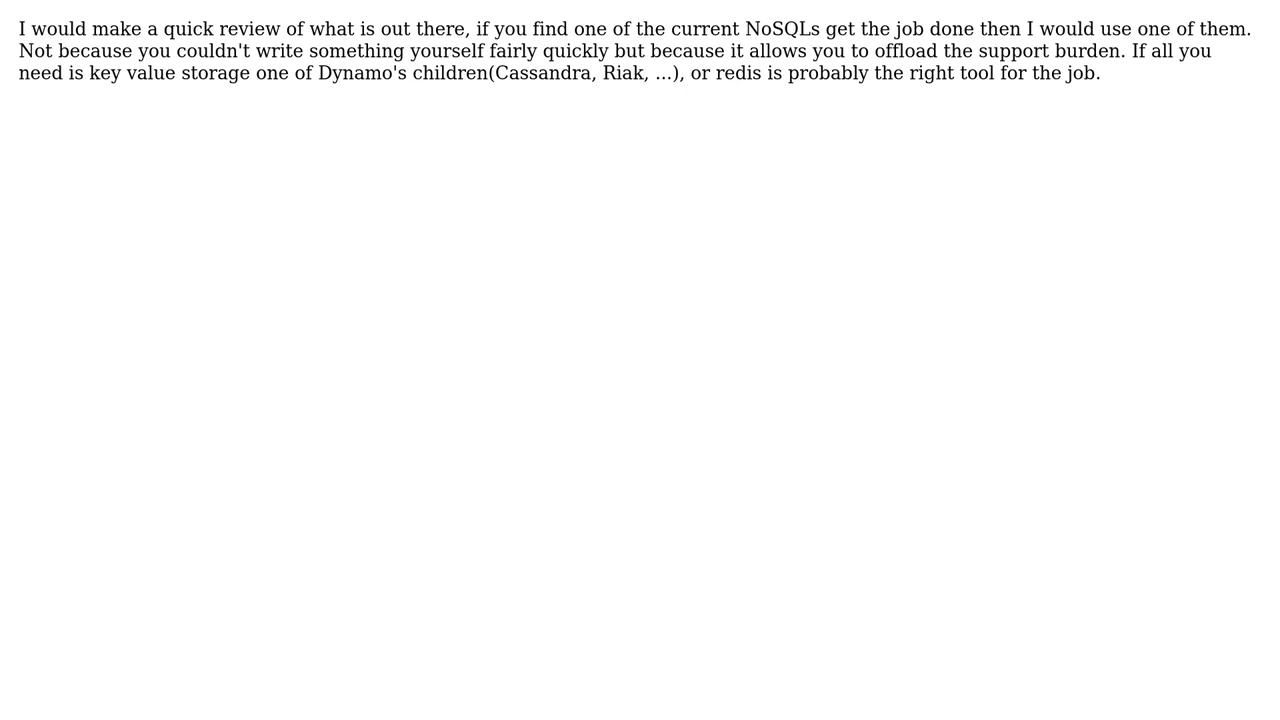 I would make a quick review of what is out there, if you find one of the current NoSQLs get the job done then I would use one of them.
Not because you couldn't write something yourself fairly quickly but because it allows you to offload the support burden. If all you
need is key value storage one of Dynamo's children(Cassandra, Riak, ...), or redis is probably the right tool for the job.